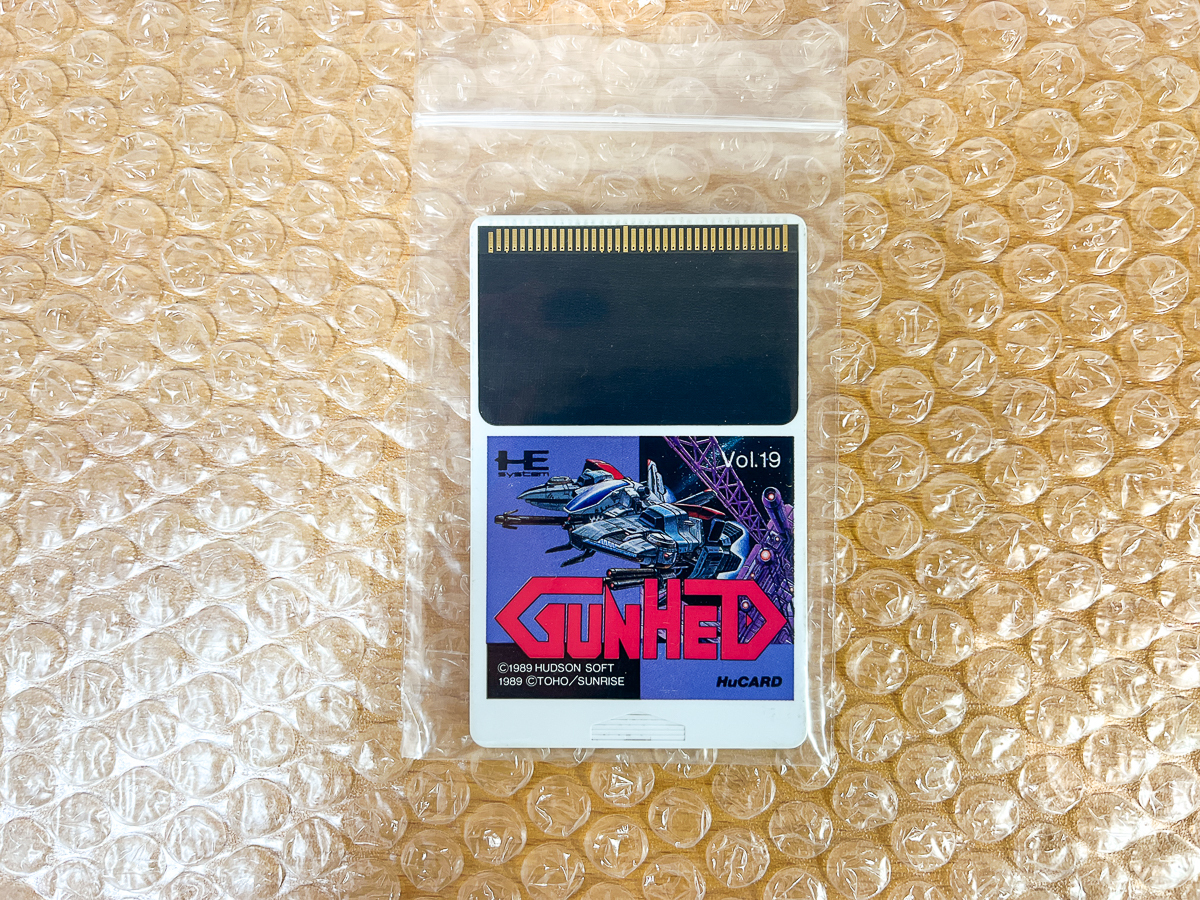 HE
system
Vol.19
GUNHED
©1989 HUDSON SOFT
1989 ©TOHO/SUNRISE
HuCARD